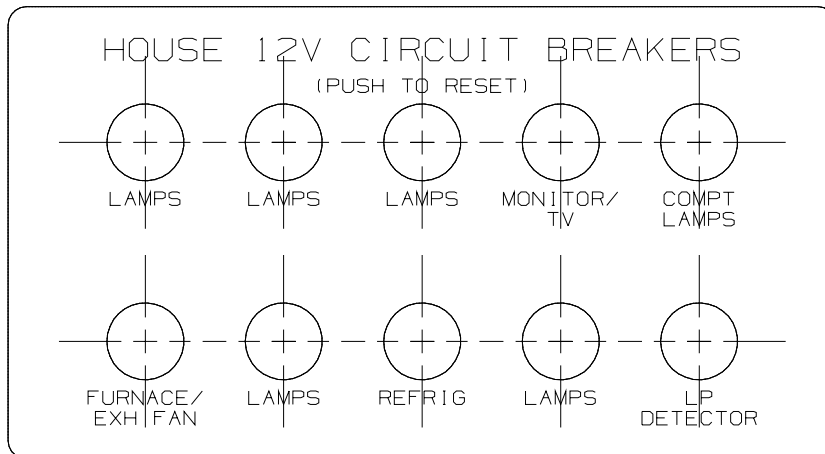 HOUSE 12V CIRCUIT BREAKERS
(PUSH TO RESET)
LAMPS LAMPS LAMPS MONITOR/ TV COMPT LAMPS
FURNACE/ EXH FAN LAMPS REFRIG LAMPS LP DETECTOR